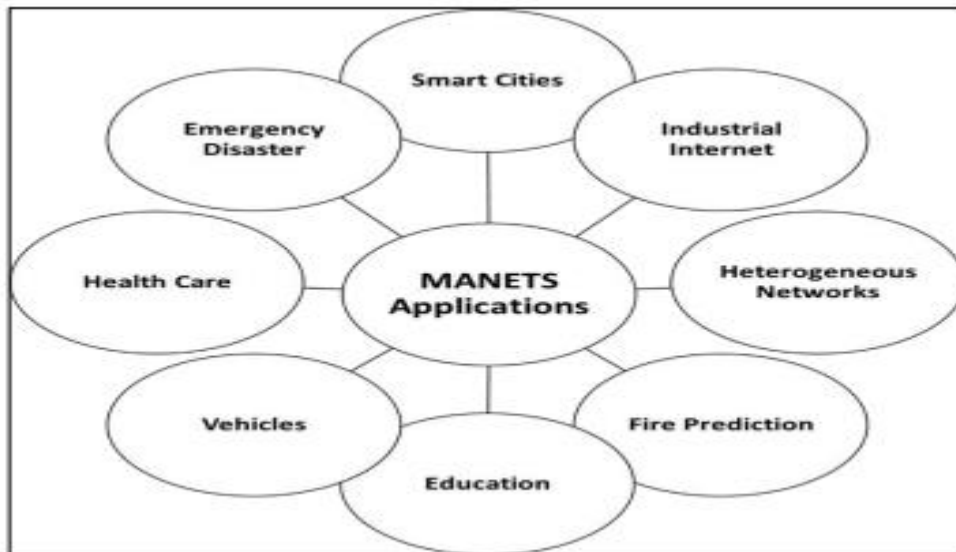 Smart Cities
Emergency
Disaster
Industrial
Internet
Health Care
MANETS
Applications
Heterogeneous
Networks
Vehicles
Fire Prediction
Education